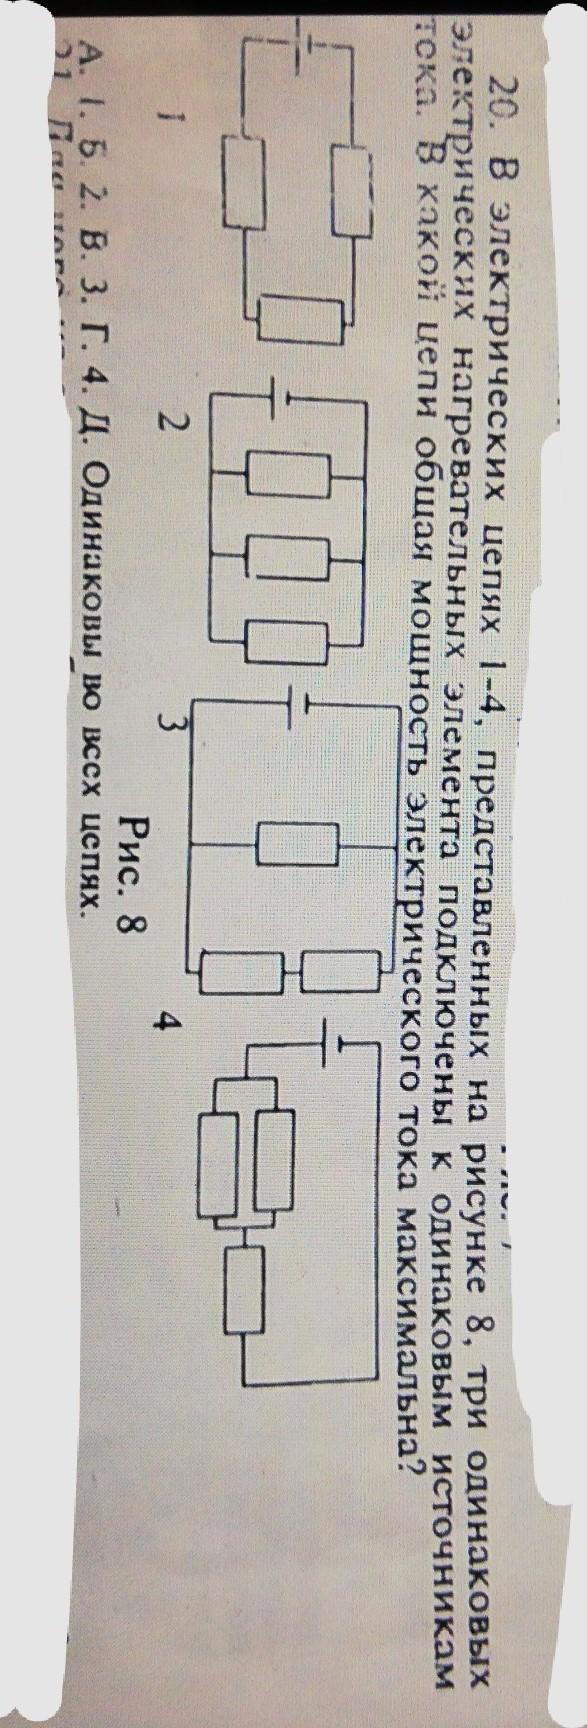 20. В электрических цепях 1–4, представленных на рисунке 8, три одинаковых
электрических нагревательных элемента подключены к одинаковым источникам
тока. В какой цепи общая мощность электрического тока максимальна?
1 2 3 4
Рис. 8
А. 1. Б. 2. В. 3. Г. 4. Д. Одинаковы во всех цепях.